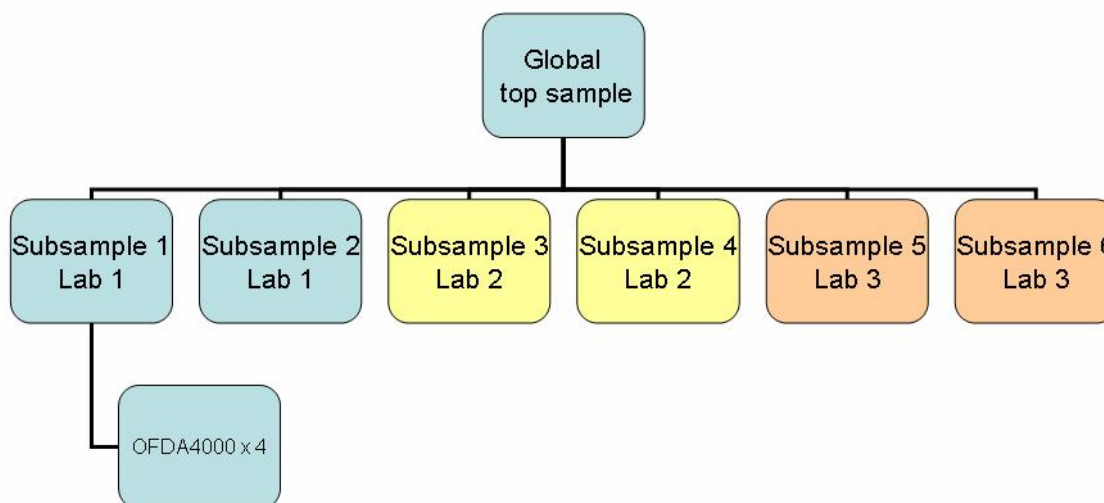 Global
top sample
Subsample 1
Lab 1
Subsample 2
Lab 1
Subsample 3
Lab 2
Subsample 4
Lab 2
Subsample 5
Lab 3
Subsample 6
Lab 3
OFDA4000 x 4